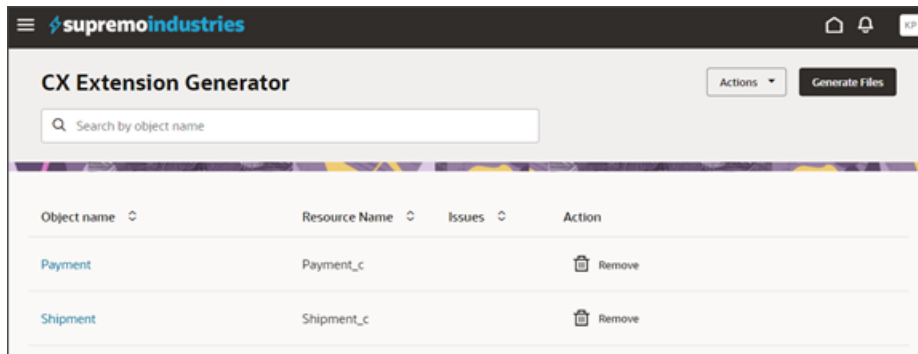 supremoindustries
KP
CX Extension Generator
Actions
Generate Files
Search by object name
Object name Resource Name Issues Action
Payment Payment_c Remove
Shipment Shipment_c Remove